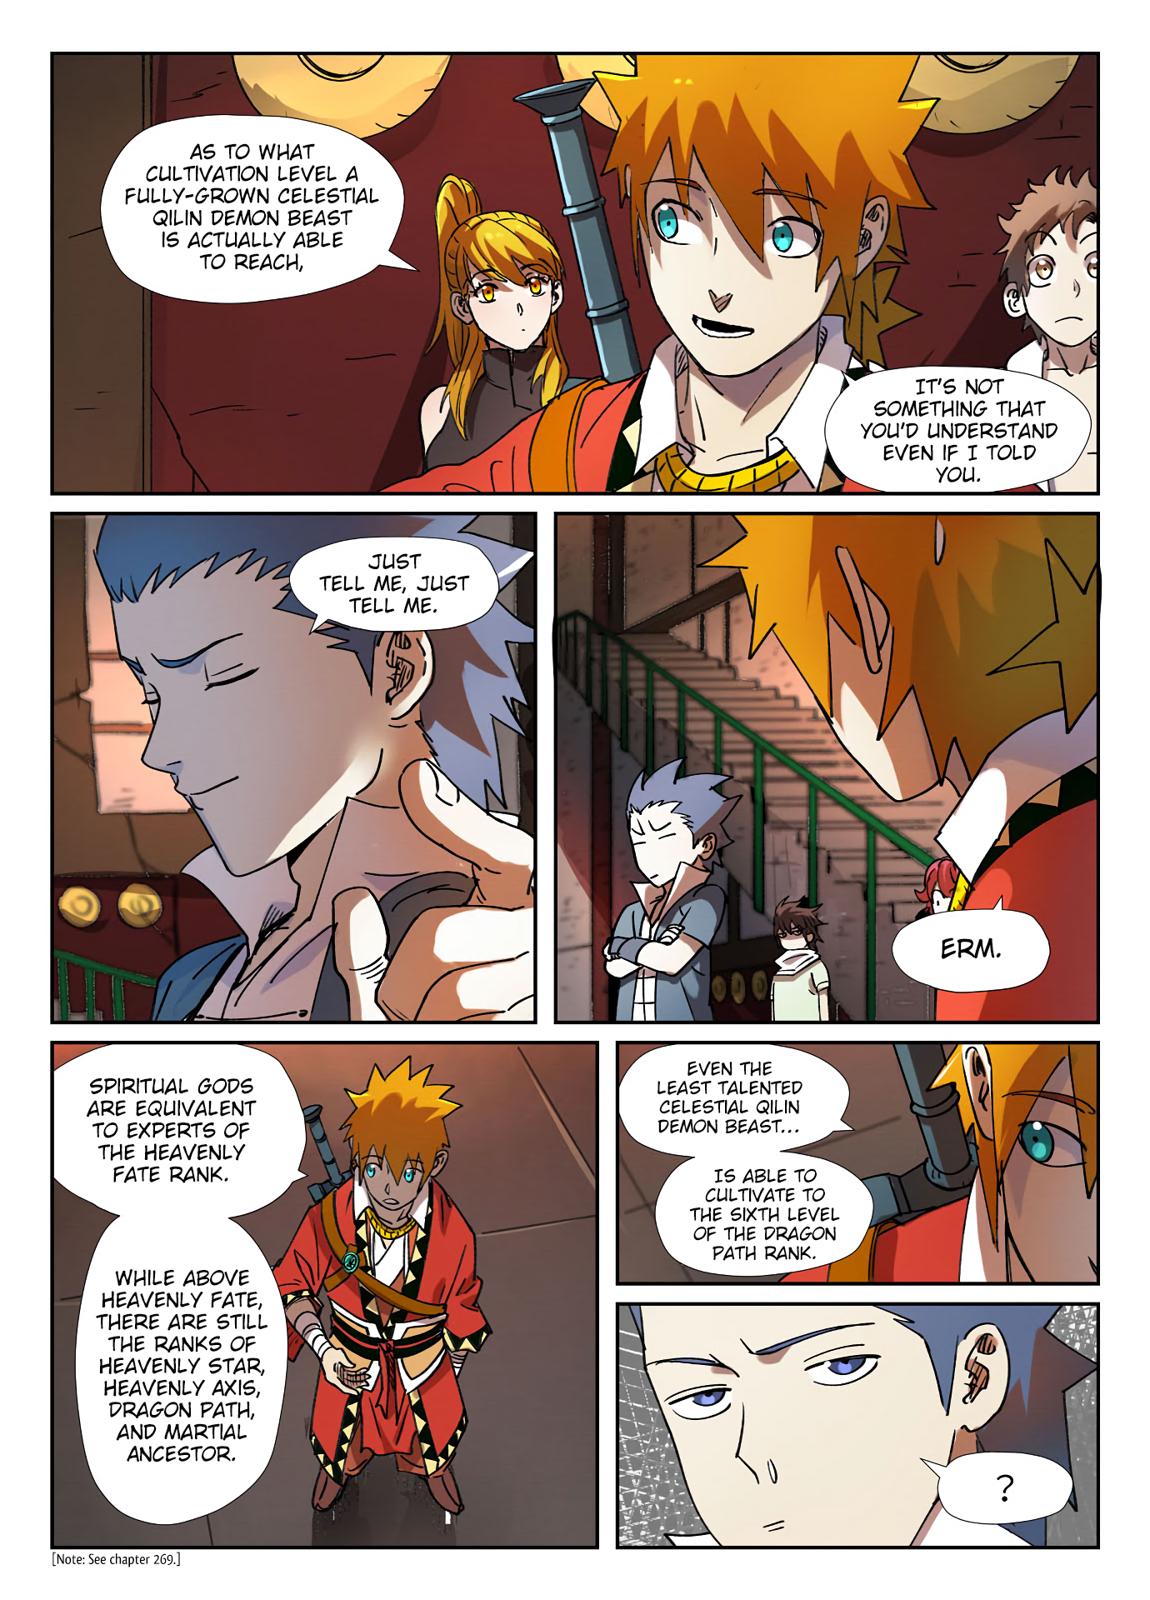 AS TO WHAT
CULTIVATION LEVEL A
FULLY-GROWN CELESTIAL
QILIN DEMON BEAST
IS ACTUALLY ABLE
TO REACH,
IT'S NOT
SOMETHING THAT
YOU'D UNDERSTAND
EVEN IF I TOLD
YOU.
JUST
TELL ME, JUST
TELL ME.
ERM.
SPIRITUAL GODS
ARE EQUIVALENT
TO EXPERTS OF
THE HEAVENLY
FATE RANK.
WHILE ABOVE
HEAVENLY FATE,
THERE ARE STILL
THE RANKS OF
HEAVENLY STAR,
HEAVENLY AXIS,
DRAGON PATH,
AND MARTIAL
ANCESTOR.
EVEN THE
LEAST TALENTED
CELESTIAL QILIN
DEMON BEAST...
IS ABLE TO
CULTIVATE TO
THE SIXTH LEVEL
OF THE DRAGON
PATH RANK.
?
[Note: See chapter 269.]